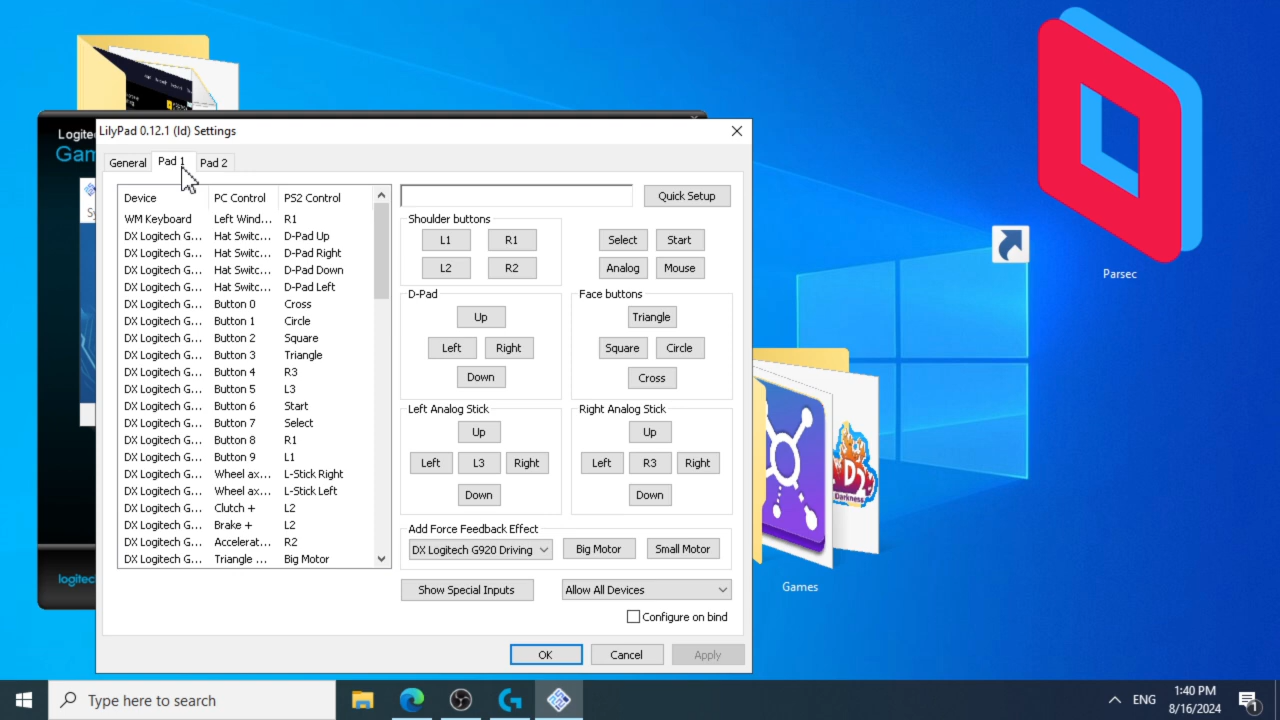 Logite
Gam
LilyPad 0.12.1 (ld) Settings
General
Pad 1
Pad 2
Device PC Control PS2 Control
WM Keyboard Left Wind... R1
DX Logitech G... Hat Switc... D-Pad Up
DX Logitech G... Hat Switc... D-Pad Right
DX Logitech G... Hat Switc... D-Pad Down
DX Logitech G... Hat Switc... D-Pad Left
DX Logitech G... Button 0 Cross
DX Logitech G... Button 1 Circle
DX Logitech G... Button 2 Square
DX Logitech G... Button 3 Triangle
DX Logitech G... Button 4 R3
DX Logitech G... Button 5 L3
DX Logitech G... Button 6 Start
DX Logitech G... Button 7 Select
DX Logitech G... Button 8 R1
DX Logitech G... Button 9 L1
DX Logitech G... Wheel ax... L-Stick Right
DX Logitech G... Wheel ax... L-Stick Left
DX Logitech G... Clutch + L2
DX Logitech G... Brake + L2
DX Logitech G... Accelerat... R2
DX Logitech G... Triangle ... Big Motor
Quick Setup
Shoulder buttons
L1
R1
L2
R2
Select
Start
Analog
Mouse
D-Pad
Up
Left
Right
Down
Face buttons
Triangle
Square
Circle
Cross
Left Analog Stick
Up
Left
L3
Right
Down
Right Analog Stick
Up
Left
R3
Right
Down
Add Force Feedback Effect
DX Logitech G920 Driving
Big Motor
Small Motor
Show Special Inputs
Allow All Devices
Configure on bind
OK
Cancel
Apply
logitec
Parsec
D2
Darkness
Games
Type here to search
ENG
1:40 PM
8/16/2024
1